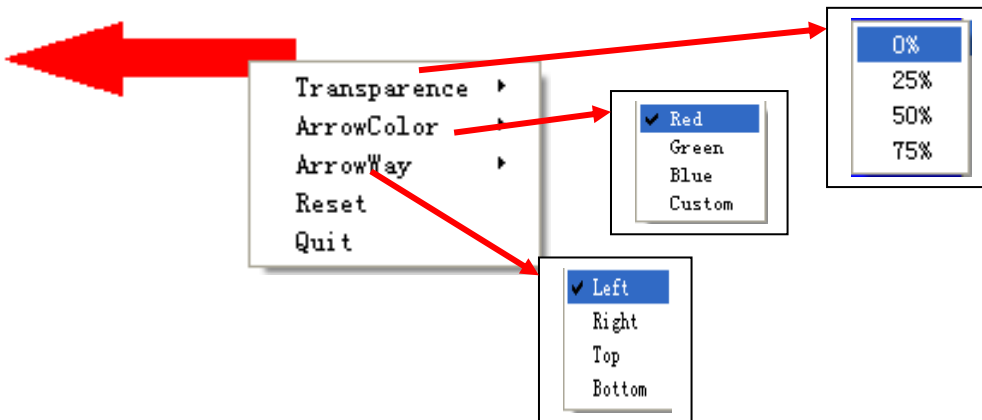 Transparence
ArrowColor
ArrowWay
Reset
Quit
0%
25%
50%
75%
Red
Green
Blue
Custom
Left
Right
Top
Bottom